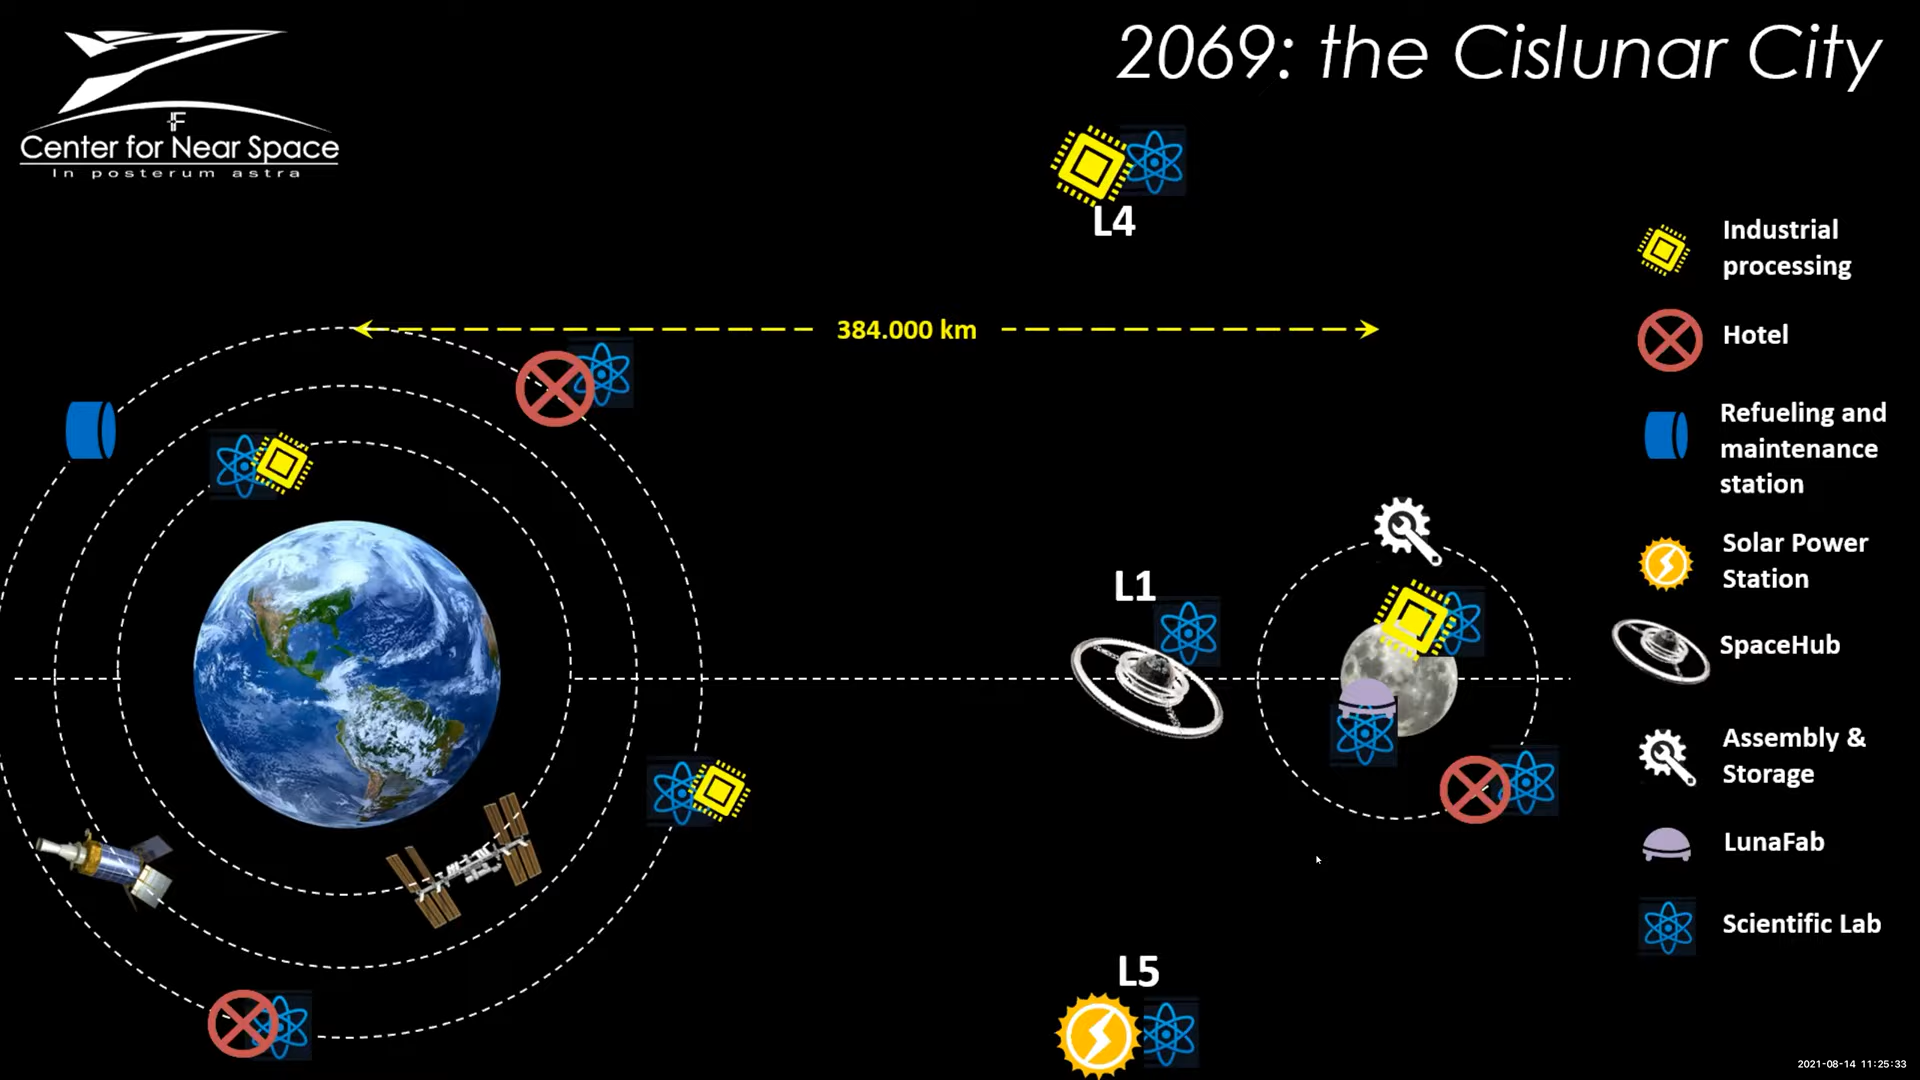 2069: the Cislunar City
Center for Near Space
In posterum astra
L4
384.000 km
L1
L5
Industrial
processing
Hotel
Refueling and
maintenance
station
Solar Power
Station
SpaceHub
Assembly &
Storage
LunaFab
Scientific Lab
2021-08-14 11:25:33